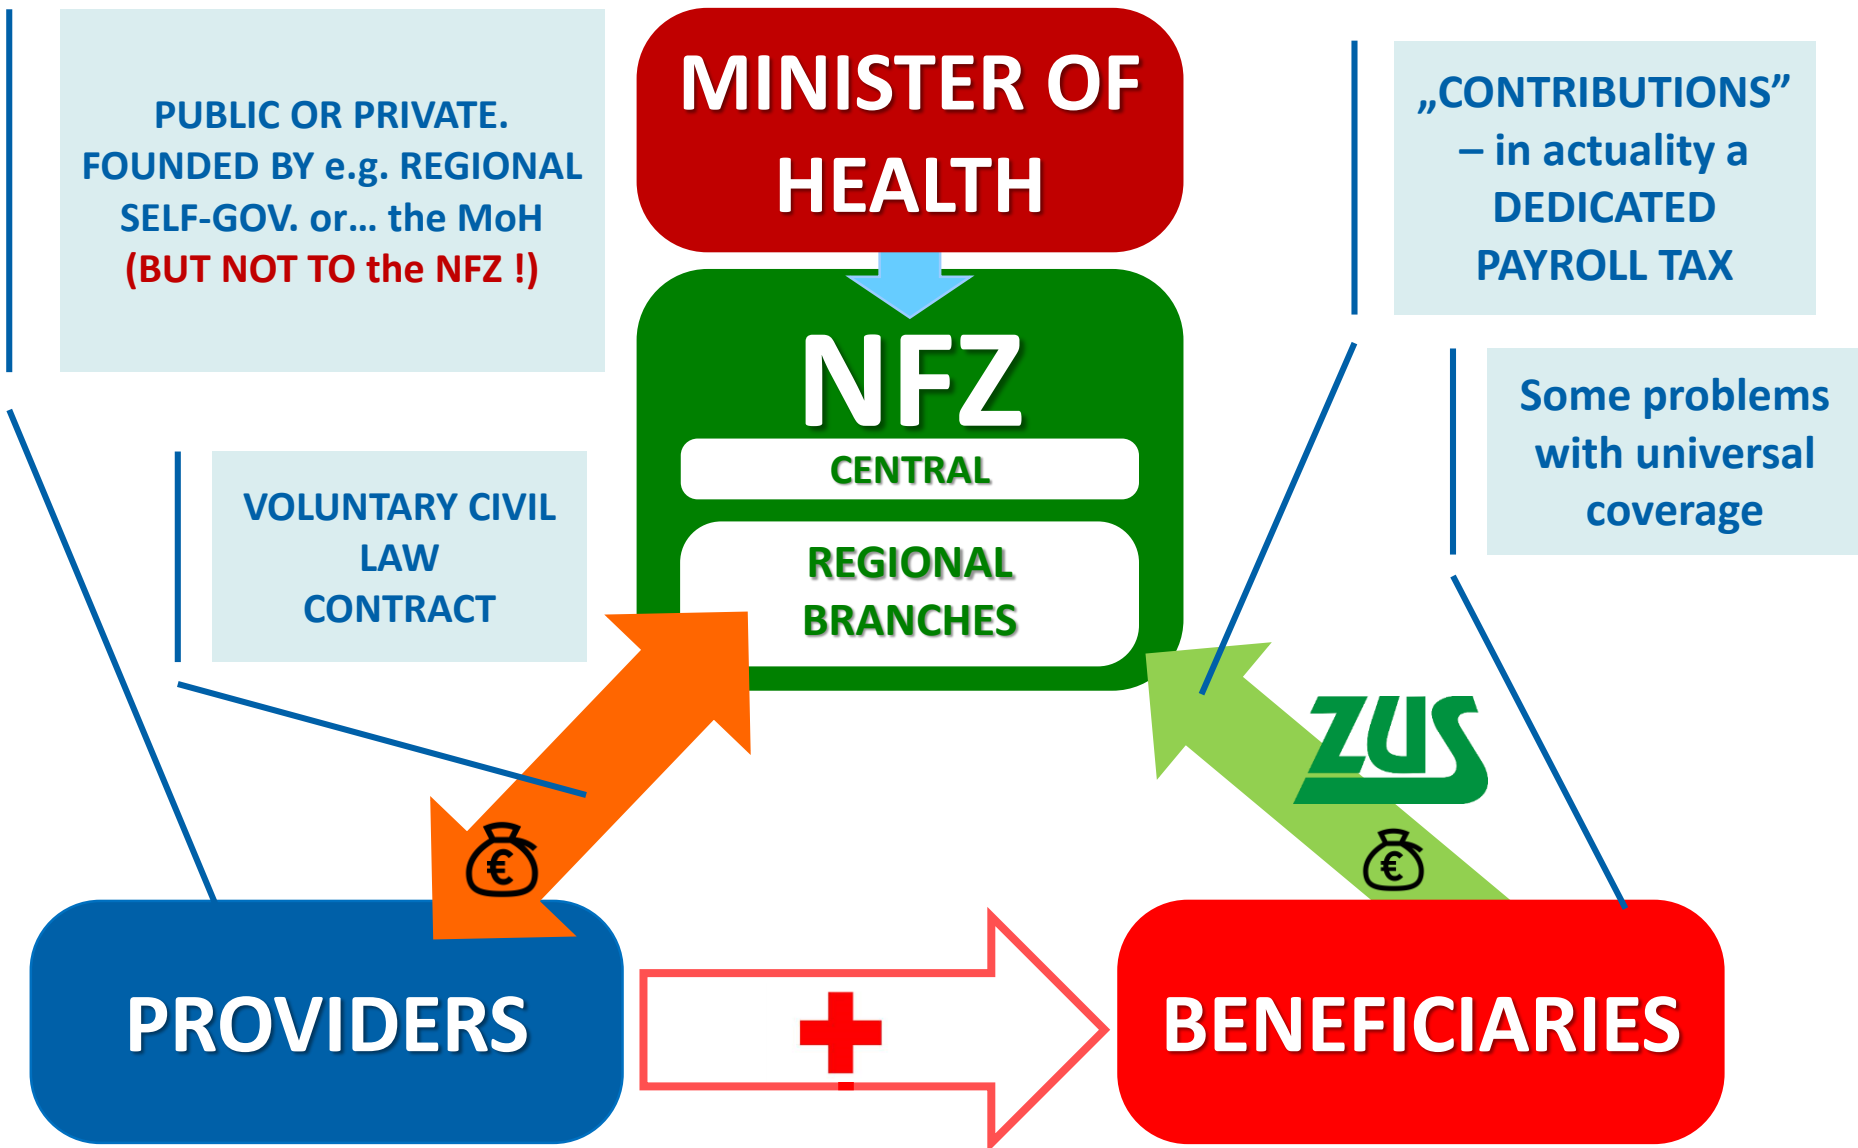 PUBLIC OR PRIVATE.
FOUNDED BY e.g. REGIONAL
SELF-GOV. or... the MoH
(BUT NOT TO the NFZ !)
MINISTER OF
HEALTH
„CONTRIBUTIONS”
– in actuality a
DEDICATED
PAYROLL TAX
NFZ
CENTRAL
REGIONAL
BRANCHES
Some problems
with universal
coverage
VOLUNTARY CIVIL
LAW
CONTRACT
ZUS
€
€
PROVIDERS
BENEFICIARIES